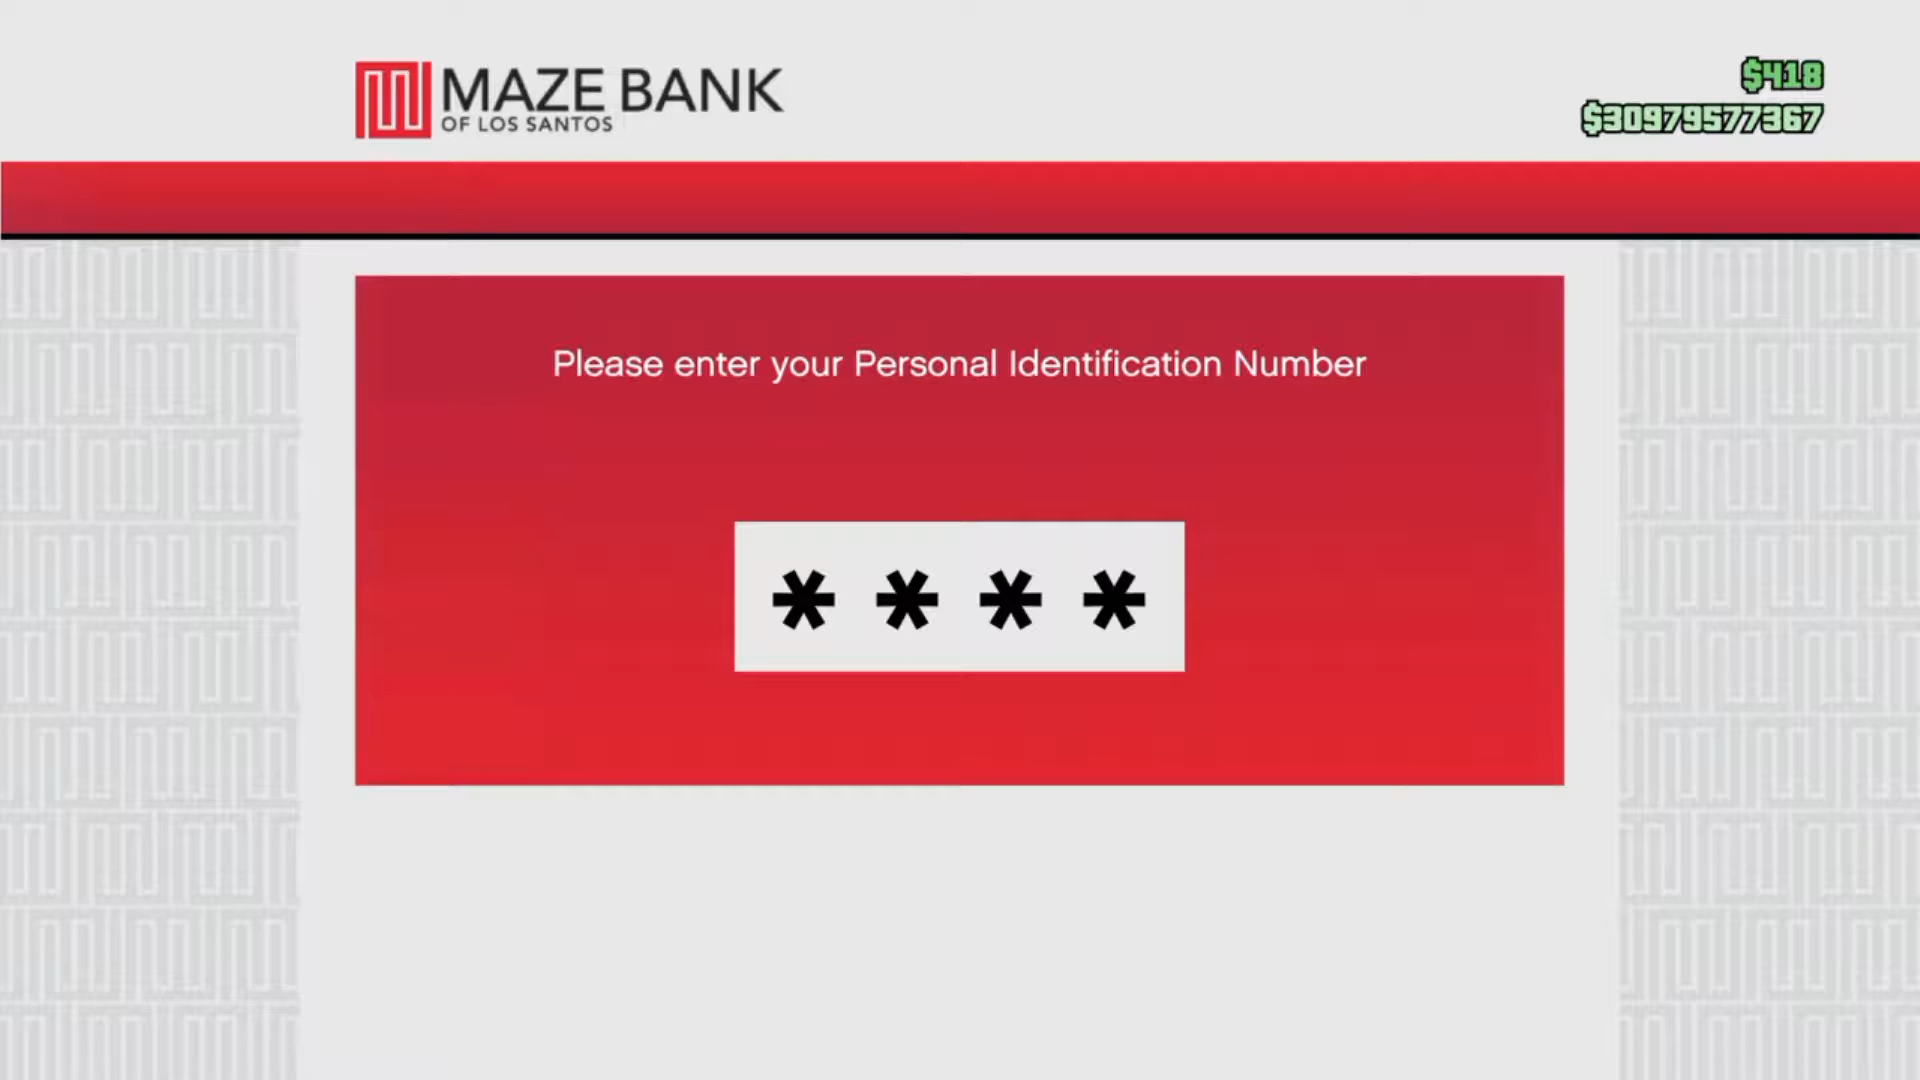 MAZE BANK
OF LOS SANTOS
$418
$30979577367
Please enter your Personal Identification Number
* * * *